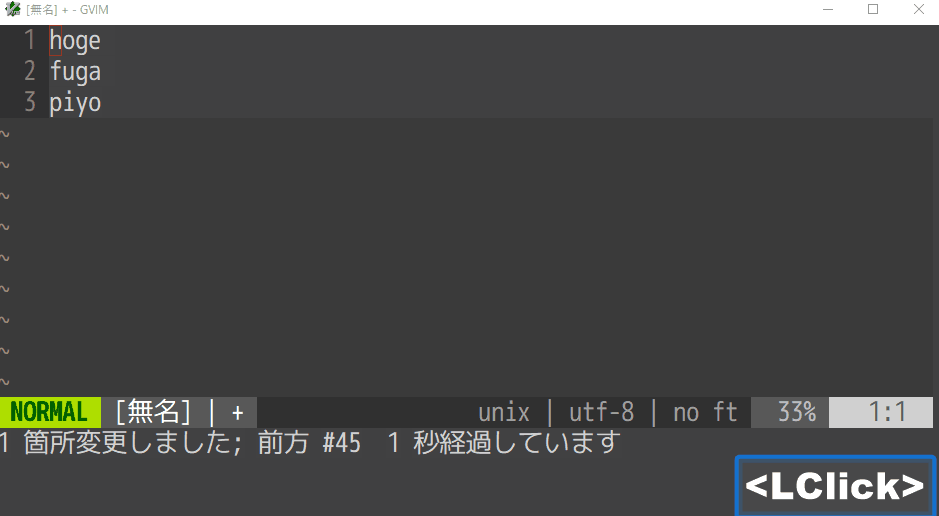 [無名] + - GVIM
1 hoge
2 fuga
3 piyo
~
~
~
~
~
~
~
~
~
NORMAL [無名] | + unix | utf-8 | no ft 33% 1:1
1 箇所変更しました; 前方 #45 1 秒経過しています
<LClick>